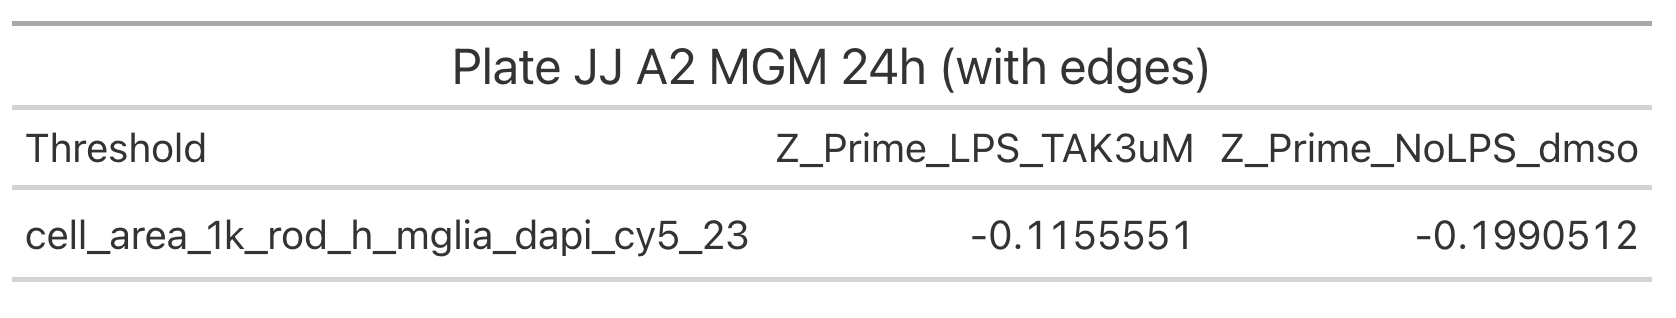 Plate JJ A2 MGM 24h (with edges)
Threshold Z_Prime_LPS_TAK3uM Z_Prime_NoLPS_dmso
cell_area_1k_rod_h_mglia_dapi_cy5_23 -0.1155551 -0.1990512